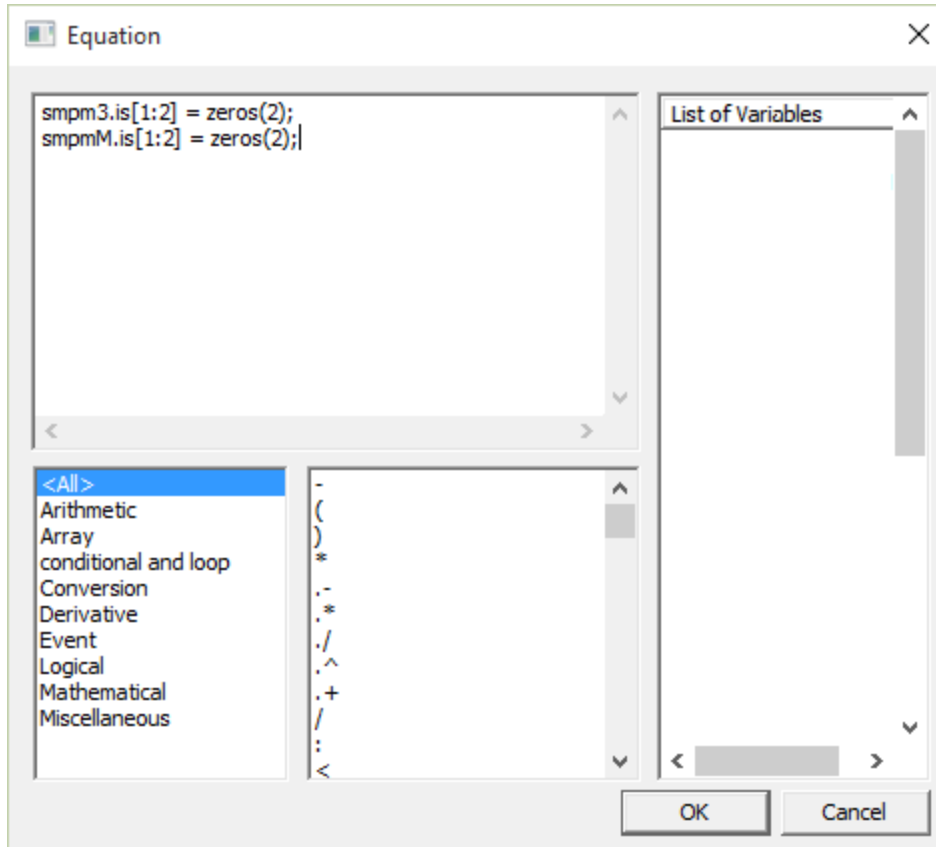 Equation
smpm3.is[1:2] = zeros(2);
smpmM.is[1:2] = zeros(2);
List of Variables
<All>
Arithmetic
Array
conditional and loop
Conversion
Derivative
Event
Logical
Mathematical
Miscellaneous
-
(
)
*
.-
.*
./
.^
.+
/
:
<
OK
Cancel